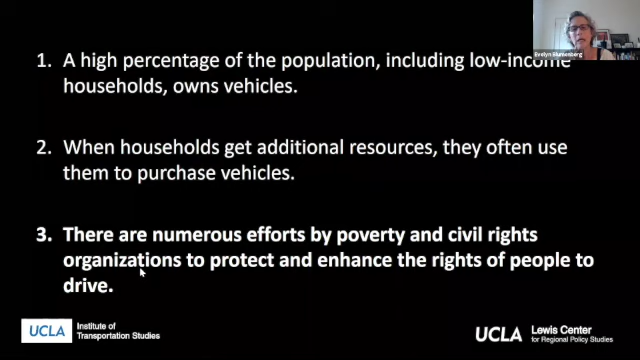 Evelyn Blumenberg
1. A high percentage of the population, including low-income
households, owns vehicles.
2. When households get additional resources, they often use
them to purchase vehicles.
3. There are numerous efforts by poverty and civil rights
organizations to protect and enhance the rights of people to
drive.
UCLA Institute of
Transportation Studies
UCLA Lewis Center
for Regional Policy Studies